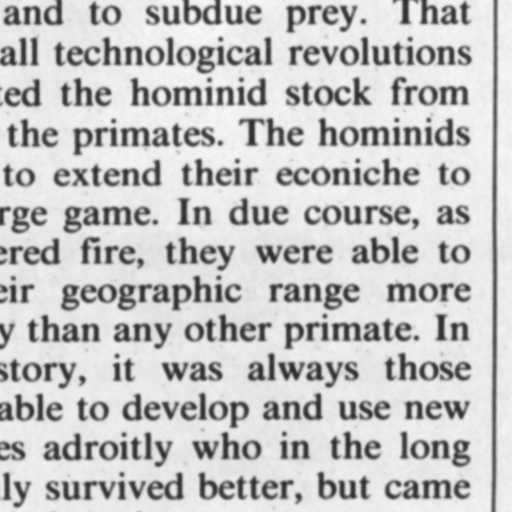 and to subdue prey. That
all technological revolutions
ted the hominid stock from
the primates. The hominids
to extend their econiche to
rge game. In due course, as
ered fire, they were able to
eir geographic range more
y than any other primate. In
story, it was always those
able to develop and use new
es adroitly who in the long
ly survived better, but came